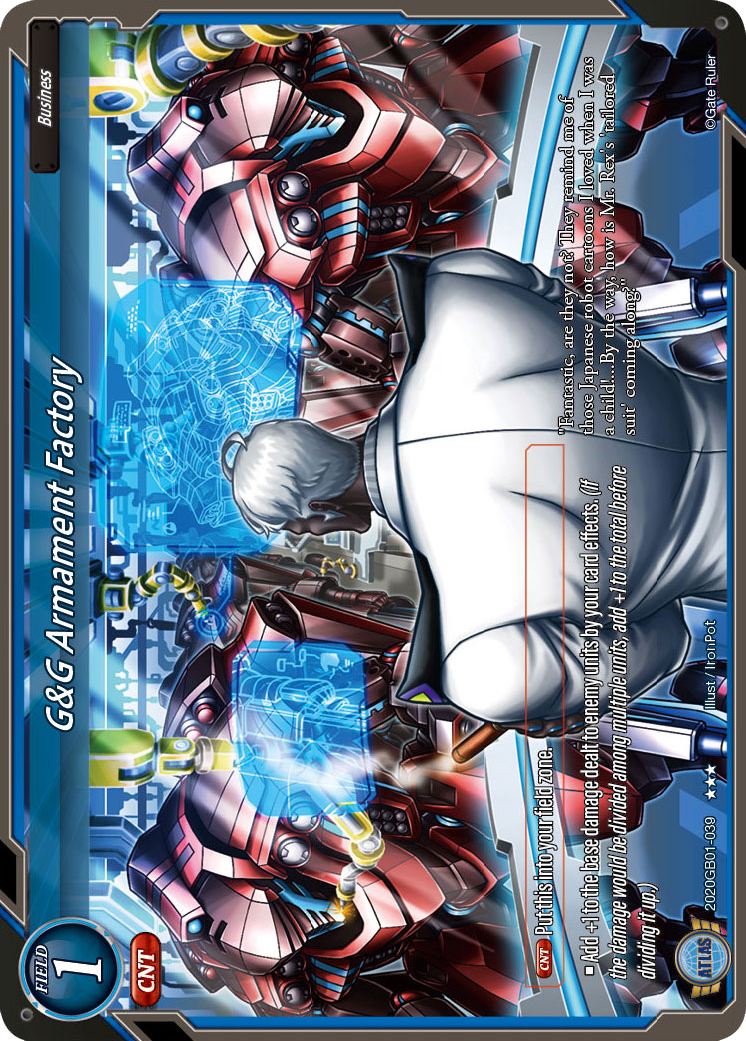 FIELD
1
G&G Armament Factory
Business
CNT
CNT Put this into your field zone.
■ Add +1 to the base damage dealt to enemy units by your card effects. (If
the damage would be divided among multiple units, add +1 to the total before
dividing it up.)
"Fantastic, are they not? They remind me of
those Japanese robot cartoons I loved when I was
a child!...By the way, how is Mr. Rex's 'tailored
suit' coming along?"
ATLAS
2020GB01-039 ★★★ Illust / IronPot
©Gate Ruler